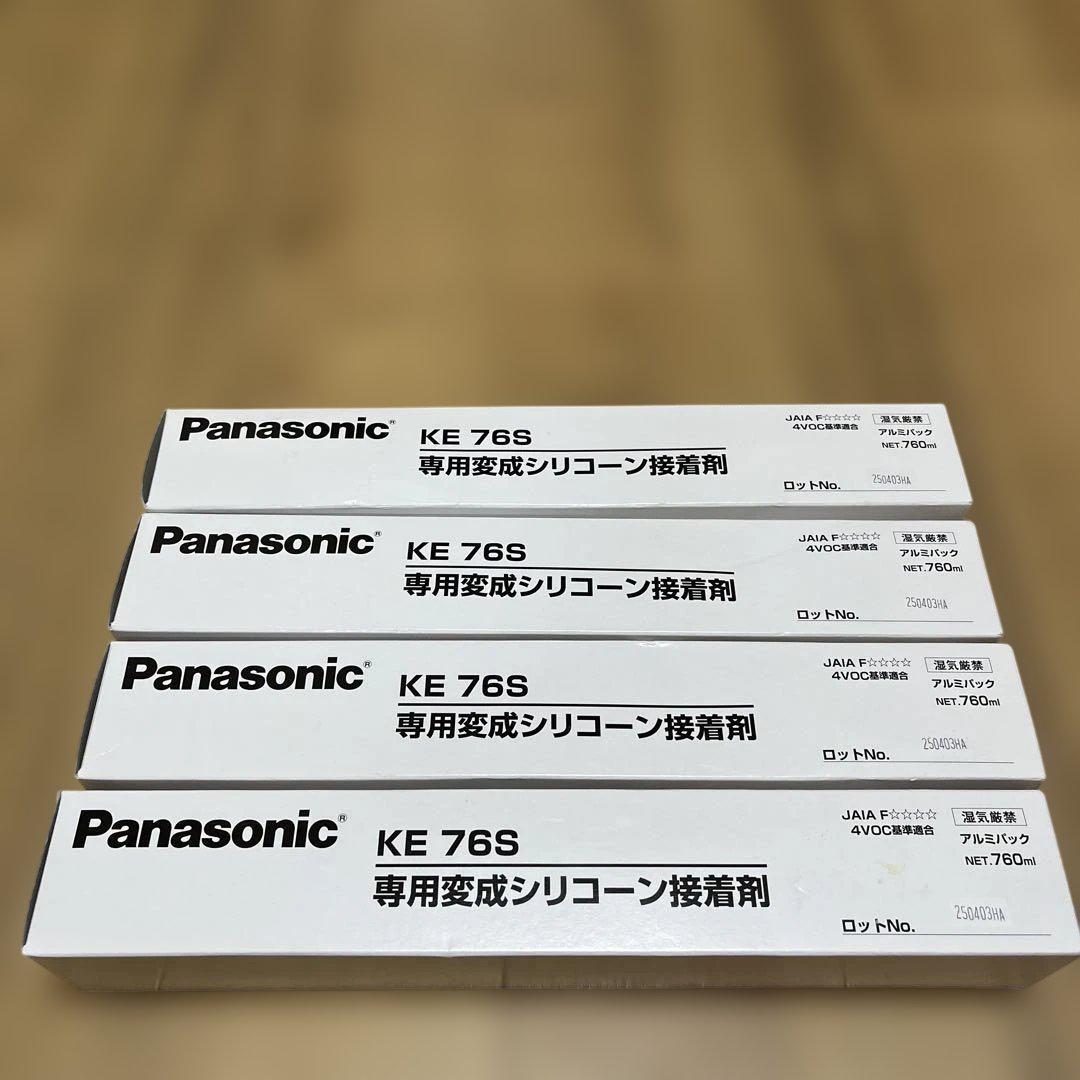 Panasonic®
KE 76S
専用変成シリコーン接着剤
JAIA F☆☆☆☆
4VOC基準適合
湿気厳禁
アルミパック
NET.760ml
ロットNo.
250403HA
Panasonic®
KE 76S
専用変成シリコーン接着剤
JAIA F☆☆☆☆
4VOC基準適合
湿気厳禁
アルミパック
NET.760ml
ロットNo.
250403HA
Panasonic®
KE 76S
専用変成シリコーン接着剤
JAIA F☆☆☆☆
4VOC基準適合
湿気厳禁
アルミパック
NET.760ml
ロットNo.
250403HA
Panasonic®
KE 76S
専用変成シリコーン接着剤
JAIA F☆☆☆☆
4VOC基準適合
湿気厳禁
アルミパック
NET.760ml
ロットNo.
250403HA